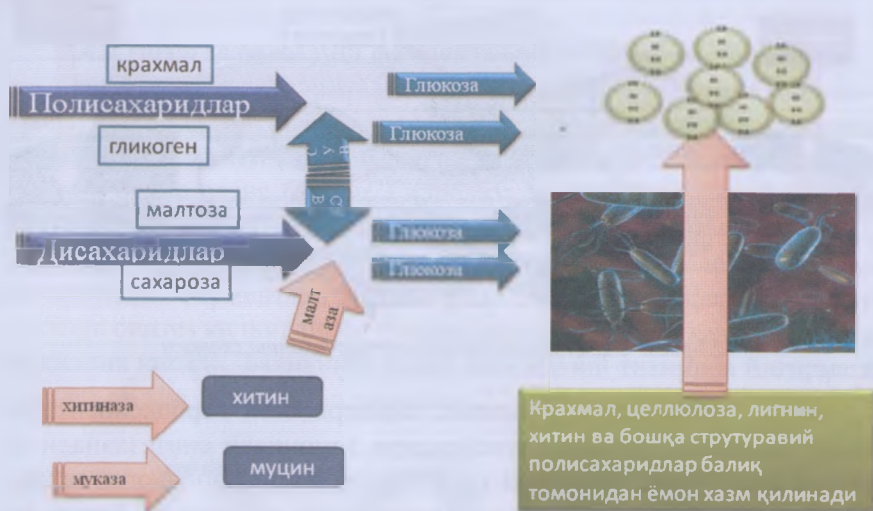 крахмал
Полисахаридлар
гликоген
Глюкоза
Глюкоза
малтоза
Дисахаридлар
сахароза
Глюкоза
Глюкоза
малт
аза
хитиназа
хитин
муказа
муцин
Крахмал, целлюлоза, лигнин,
хитин ва бошқа струтуравий
полисахаридлар балиқ
томонидан ёмон хазм қилинади